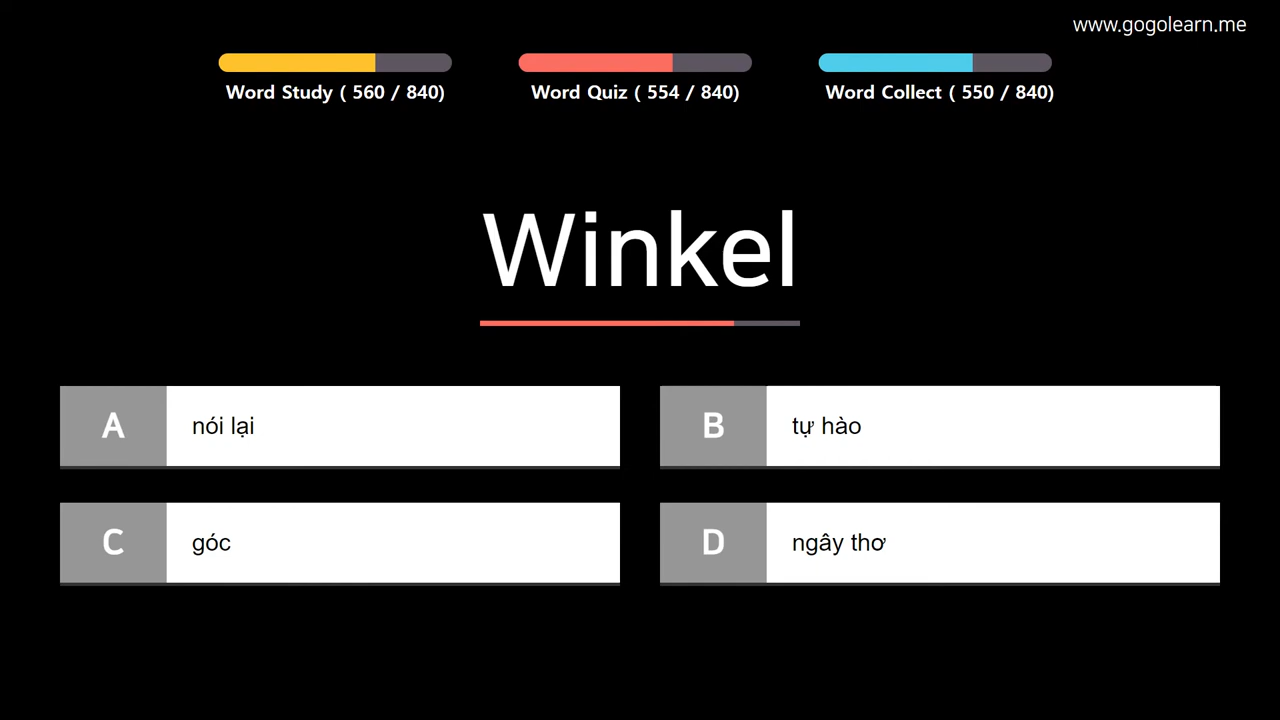 www.gogolearn.me
Word Study ( 560 / 840)
Word Quiz ( 554 / 840)
Word Collect ( 550 / 840)
Winkel
A nói lại
B tự hào
C góc
D ngây thơ